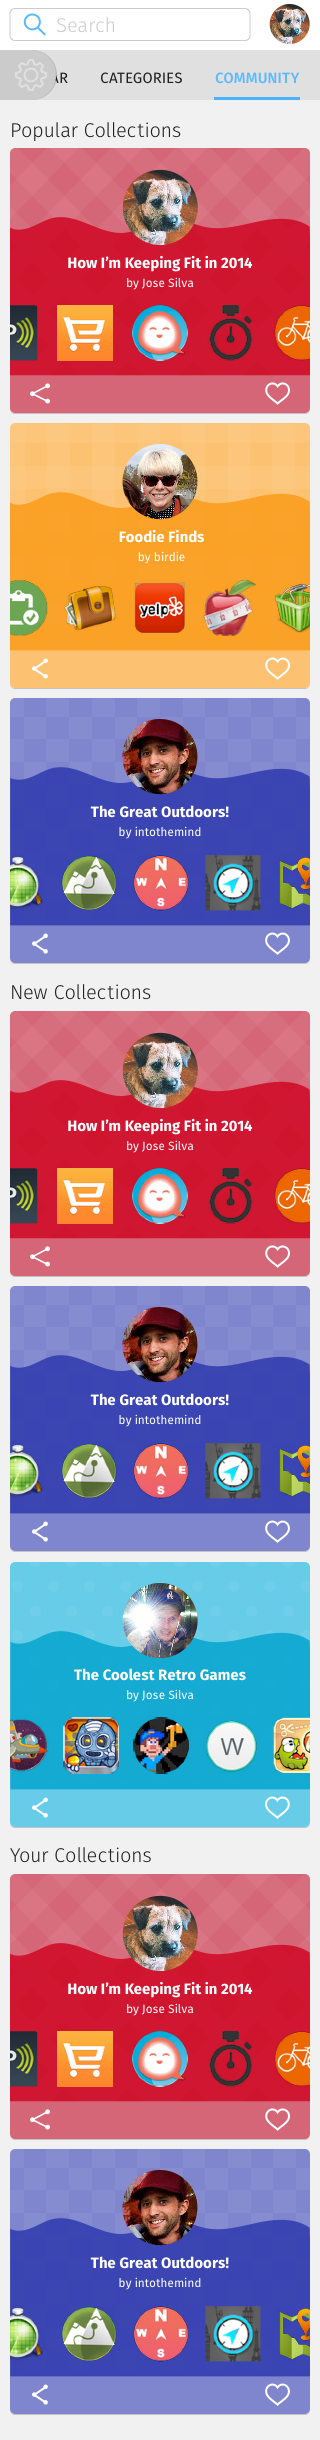 Search
AR CATEGORIES COMMUNITY
Popular Collections
How I'm Keeping Fit in 2014
by Jose Silva
Foodie Finds
by birdie
yelp
The Great Outdoors!
by intothemind
N
W A E
S
New Collections
How I'm Keeping Fit in 2014
by Jose Silva
The Great Outdoors!
by intothemind
N
W A E
S
The Coolest Retro Games
by Jose Silva
W
Your Collections
How I'm Keeping Fit in 2014
by Jose Silva
The Great Outdoors!
by intothemind
N
W A E
S